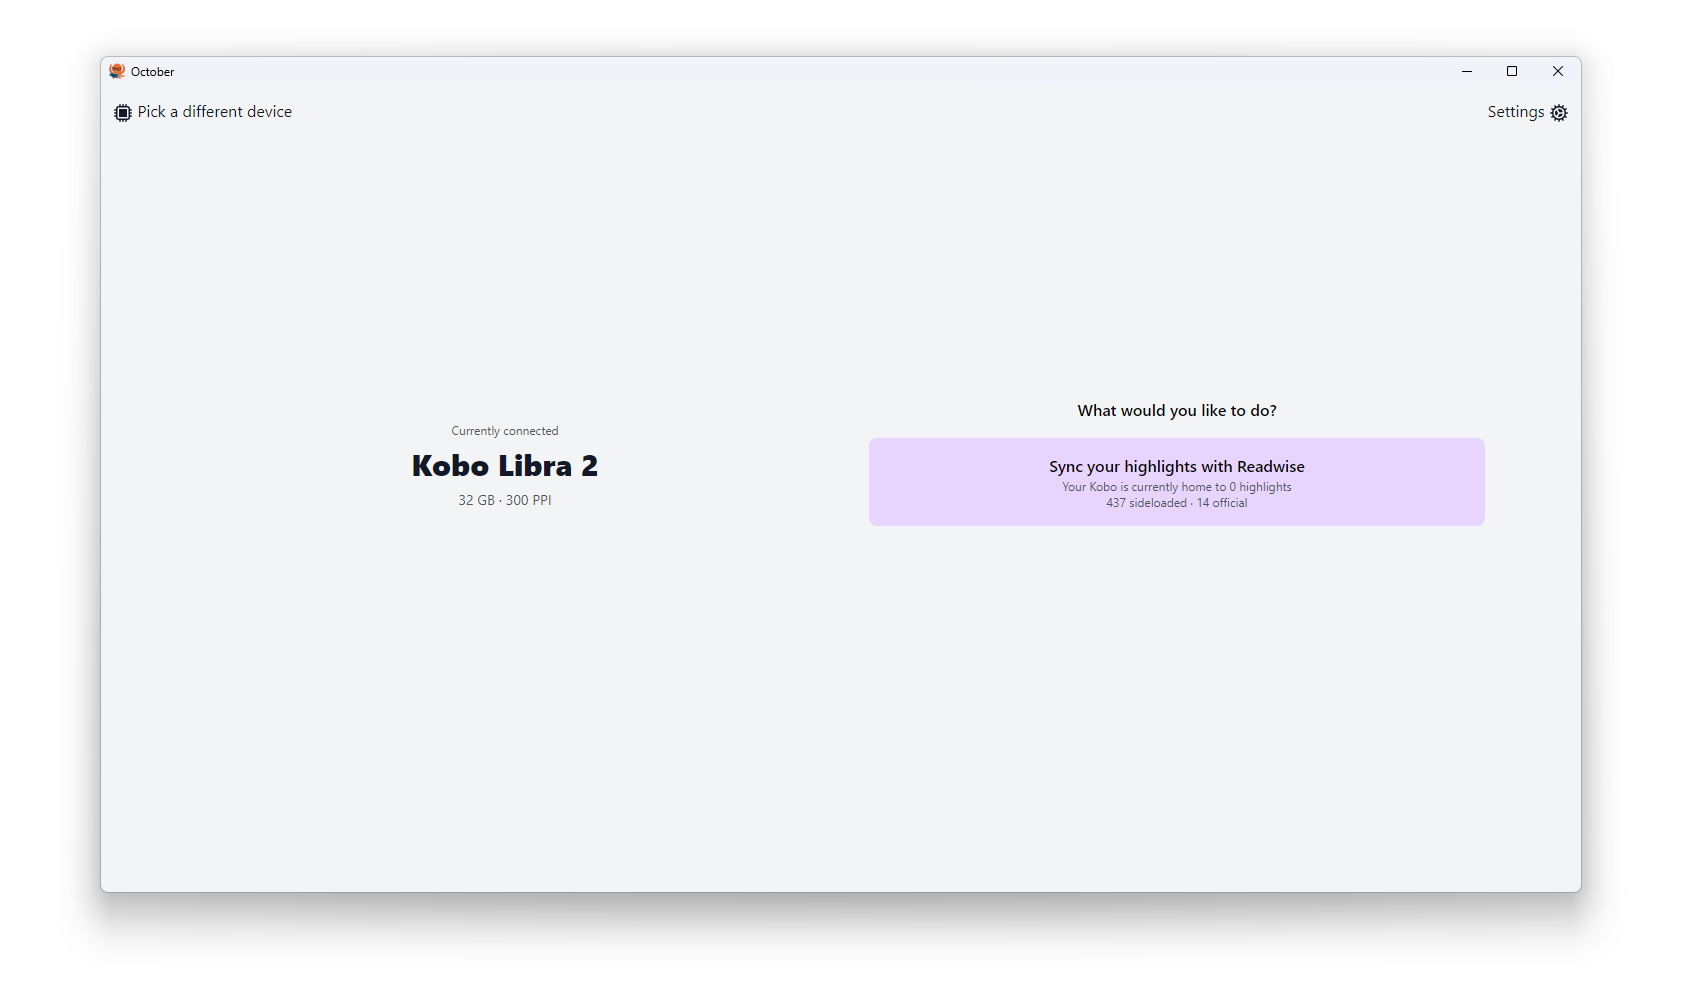 October
Pick a different device
Settings
Currently connected
Kobo Libra 2
32 GB · 300 PPI
What would you like to do?
Sync your highlights with Readwise
Your Kobo is currently home to 0 highlights
437 sideloaded · 14 official